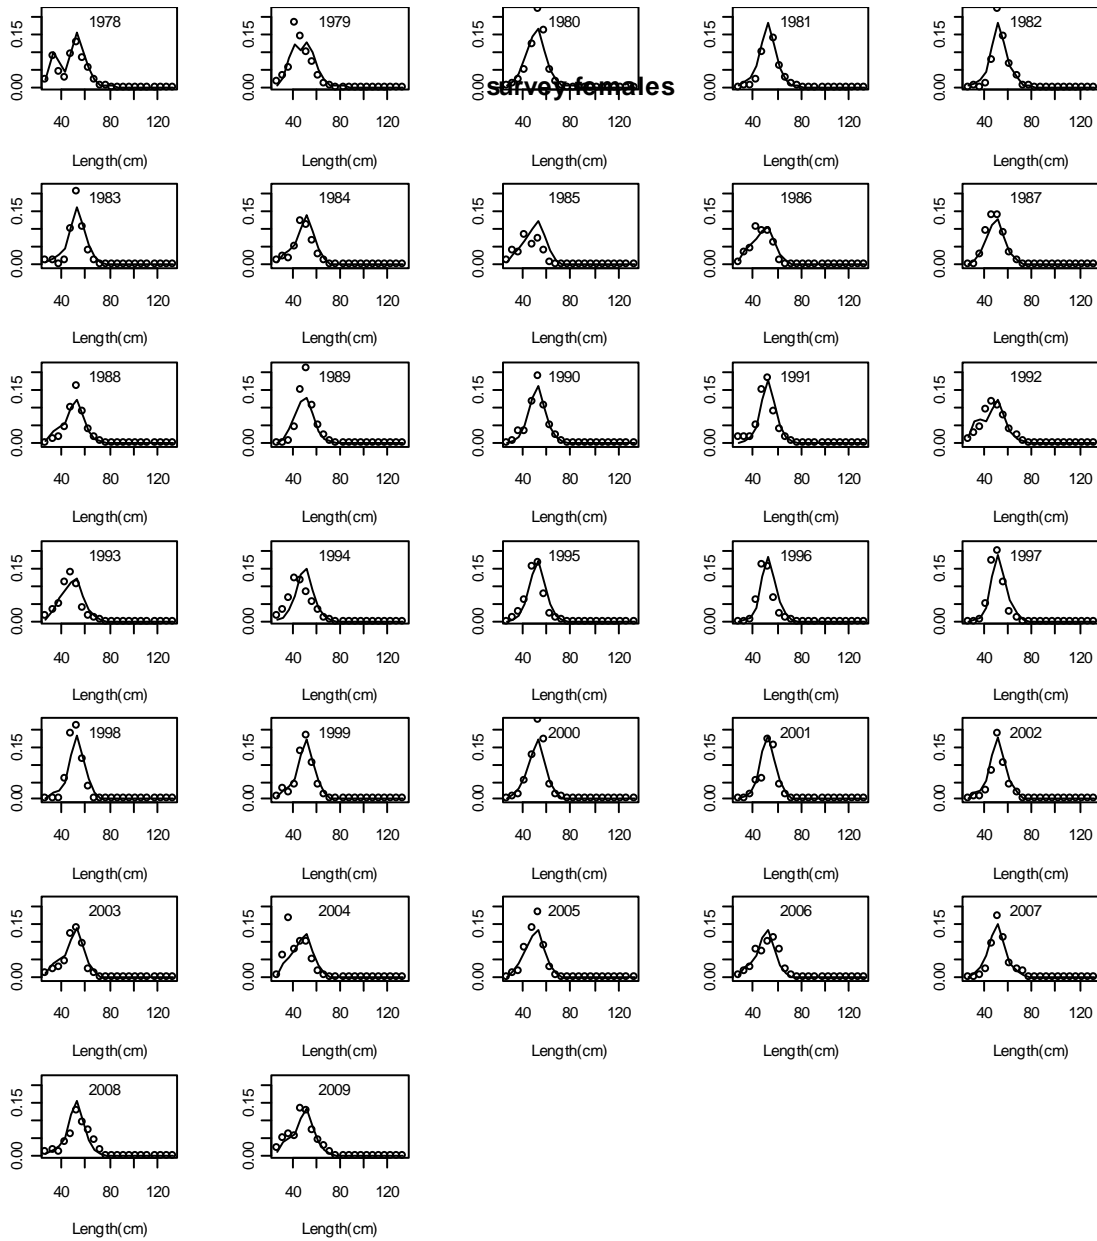 1978 1979 1980 1981 1982
0.00 0.15 0.00 0.15 0.00 0.15 0.00 0.15 0.00 0.15
survey females
40 80 120 40 80 120 40 80 120 40 80 120 40 80 120
Length(cm) Length(cm) Length(cm) Length(cm) Length(cm)
1983 1984 1985 1986 1987
0.00 0.15 0.00 0.15 0.00 0.15 0.00 0.15 0.00 0.15
40 80 120 40 80 120 40 80 120 40 80 120 40 80 120
Length(cm) Length(cm) Length(cm) Length(cm) Length(cm)
1988 1989 1990 1991 1992
0.00 0.15 0.00 0.15 0.00 0.15 0.00 0.15 0.00 0.15
40 80 120 40 80 120 40 80 120 40 80 120 40 80 120
Length(cm) Length(cm) Length(cm) Length(cm) Length(cm)
1993 1994 1995 1996 1997
0.00 0.15 0.00 0.15 0.00 0.15 0.00 0.15 0.00 0.15
40 80 120 40 80 120 40 80 120 40 80 120 40 80 120
Length(cm) Length(cm) Length(cm) Length(cm) Length(cm)
1998 1999 2000 2001 2002
0.00 0.15 0.00 0.15 0.00 0.15 0.00 0.15 0.00 0.15
40 80 120 40 80 120 40 80 120 40 80 120 40 80 120
Length(cm) Length(cm) Length(cm) Length(cm) Length(cm)
2003 2004 2005 2006 2007
0.00 0.15 0.00 0.15 0.00 0.15 0.00 0.15 0.00 0.15
40 80 120 40 80 120 40 80 120 40 80 120 40 80 120
Length(cm) Length(cm) Length(cm) Length(cm) Length(cm)
2008 2009
0.00 0.15 0.00 0.15
40 80 120 40 80 120
Length(cm) Length(cm)